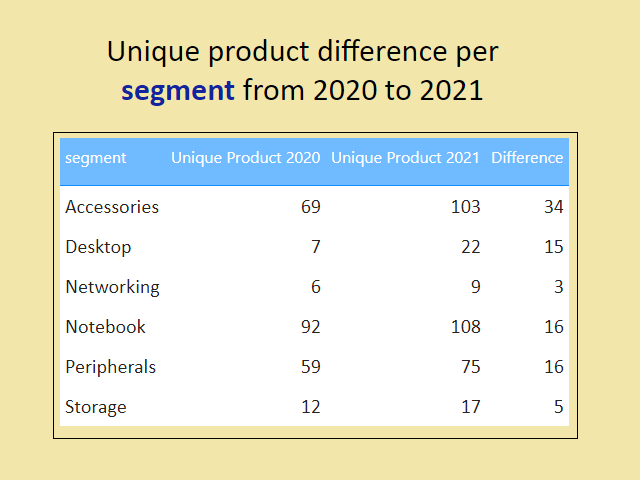 Unique product difference per
segment from 2020 to 2021
segment Unique Product 2020 Unique Product 2021 Difference
Accessories 69 103 34
Desktop 7 22 15
Networking 6 9 3
Notebook 92 108 16
Peripherals 59 75 16
Storage 12 17 5